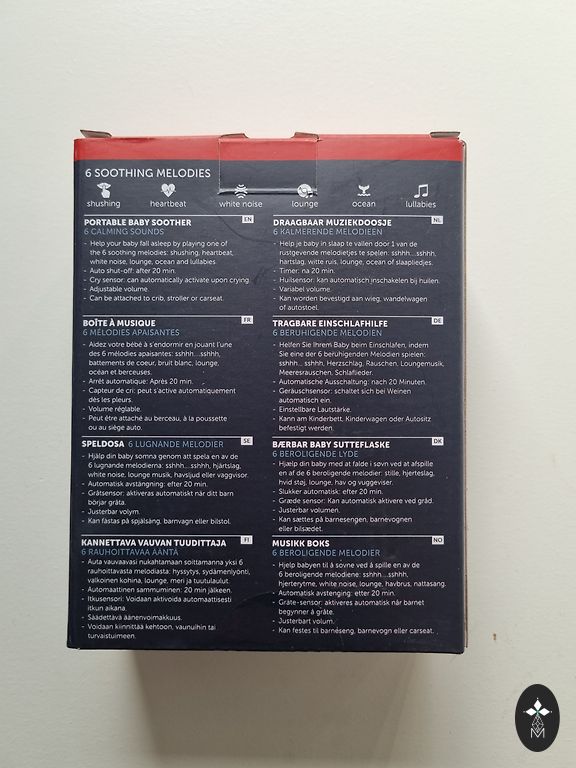 6 SOOTHING MELODIES
shushing
heartbeat
white noise
lounge
ocean
lullabies
PORTABLE BABY SOOTHER EN
6 CALMING SOUNDS
- Help your baby fall asleep by playing one of
the 6 soothing melodies: shushing, heartbeat,
white noise, lounge, ocean and lullabies.
- Auto shut-off: after 20 min.
- Cry sensor: can automatically activate upon crying.
- Adjustable volume.
- Can be attached to crib, stroller or carseat.
DRAAGBAAR MUZIEKDOOSJE NL
6 KALMERENDE MELODIEËN
- Help je baby in slaap te vallen door 1 van de
rustgevende melodietjes te spelen: sshhh...sshhh,
hartslag, witte ruis, lounge, ocean of slaapliedjes.
- Timer: na 20 min.
- Huilsensor: kan automatisch inschakelen bij huilen.
- Variabel volume.
- Kan worden bevestigd aan wieg, wandelwagen
of autostoel.
BOÎTE À MUSIQUE FR
6 MÉLODIES APAISANTES
- Aidez votre bébé à s'endormir en jouant l'une
des 6 mélodies apaisantes: sshhh...sshhh,
battements de coeur, bruit blanc, lounge,
océan et berceuses.
- Arrêt automatique: Après 20 min.
- Capteur de cri: peut s'activer automatiquement
dès les pleurs.
- Volume réglable.
- Peut être attaché au berceau, à la poussette
ou au siège auto.
TRAGBARE EINSCHLAFHILFE DE
6 BERUHIGENDE MELODIEN
- Helfen Sie Ihrem Baby beim Einschlafen, indem
Sie eine der 6 beruhigenden Melodien spielen:
sshhh... sshhh, Herzschlag, Rauschen, Loungemusik,
Meeresrauschen, Schlaflieder.
- Automatische Ausschaltung: nach 20 Minuten.
- Geräuschsensor: schaltet sich bei Weinen
automatisch ein.
- Einstellbare Lautstärke.
- Kann am Kinderbett, Kinderwagen oder Autositz
befestigt werden.
SPELDOSA 6 LUGNANDE MELODIER SE
- Hjälp din baby somna genom att spela en av de
6 lugnande melodierna: sshhh...sshhh, hjärtslag,
white noise, lounge musik, havsljud eller vaggvisor.
- Automatisk avstängning: efter 20 min.
- Gråtsensor: aktiveras automatiskt när ditt barn
börjar gråta.
- Justerbar volym.
- Kan fästas på spjälsäng, barnvagn eller bilstol.
BÆRBAR BABY SUTTEFLASKE DK
6 BEROLIGENDE LYDE
- Hjælp din baby med at falde i søvn ved at afspille
en af de 6 beroligende melodier: stille, hjerteslag,
hvid støj, lounge, hav og vuggeviser.
- Slukker automatisk: efter 20 min.
- Græde sensor: Kan automatisk aktivere ved gråd.
- Justerbar volumen.
- Kan sættes på barnesengen, barnevognen
eller bilsædet.
KANNETTAVA VAUVAN TUUDITTAJA FI
6 RAUHOITTAVAA ÄÄNTÄ
- Auta vauvaavasi nukahtamaan soittamanna yksi 6
rauhoittavasta melodiasta: hyssytys, sydämenlyönti,
valkoinen kohina, lounge, meri ja tuutulaulut.
- Automaattinen sammuminen: 20 min jälkeen.
- Itkusensori: Voidaan aktivoida automaattisesti
itkun aikana.
- Säädettävä äänenvoimakkuus.
- Voidaan kiinnittää kehtoon, vaunuihin tai
turvaistuimeen.
MUSIKK BOKS NO
6 BEROLIGENDE MELODIER
- Hjelp babyen til å sovne ved å spille en av de
6 beroligende melodiene: sshhh...sshhh,
hjerterytme, white noise, lounge, havbrus, nattasang.
- Automatisk avstenging: etter 20 min.
- Gråte-sensor: aktiveres automatisk når barnet
begynner å gråte.
- Justerbart volum.
- Kan festes til barneseng, barnevogn eller carseat.
M